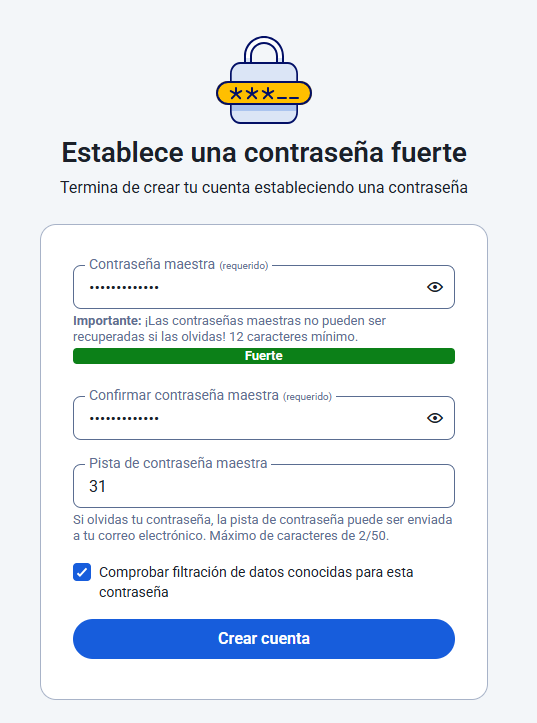 ***__
Establece una contraseña fuerte
Termina de crear tu cuenta estableciendo una contraseña
Contraseña maestra (requerido)
•••••••••••••
Importante: ¡Las contraseñas maestras no pueden ser
recuperadas si las olvidas! 12 caracteres mínimo.
Fuerte
Confirmar contraseña maestra (requerido)
•••••••••••••
Pista de contraseña maestra
31
Si olvidas tu contraseña, la pista de contraseña puede ser enviada
a tu correo electrónico. Máximo de caracteres de 2/50.
Comprobar filtración de datos conocidas para esta
contraseña
Crear cuenta